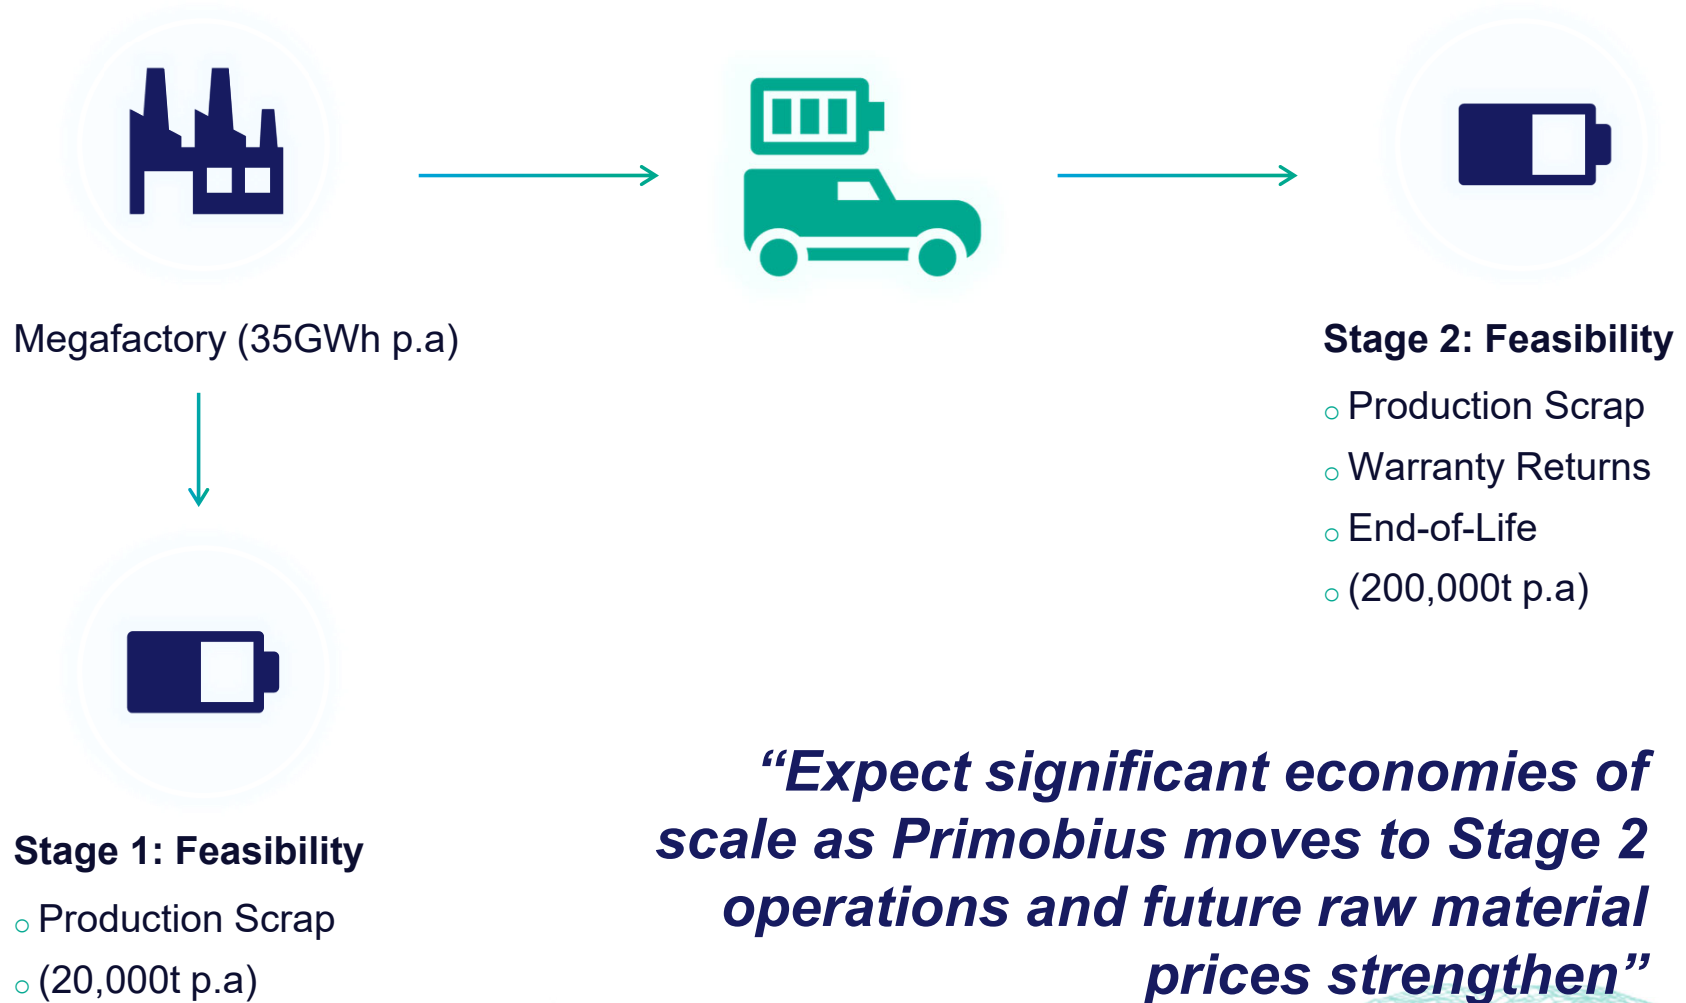 Megafactory (35GWh p.a)
Stage 1: Feasibility
○ Production Scrap
○ (20,000t p.a)
Stage 2: Feasibility
○ Production Scrap
○ Warranty Returns
○ End-of-Life
○ (200,000t p.a)
“Expect significant economies of
scale as Primobius moves to Stage 2
operations and future raw material
prices strengthen”